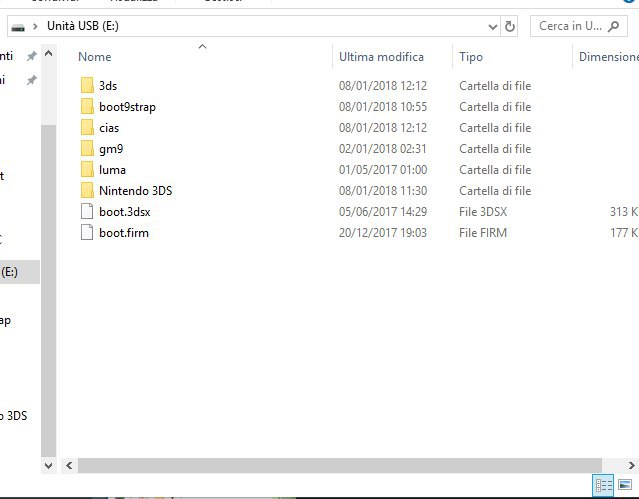 Unità USB (E:)
Cerca in U...
Nome
Ultima modifica
Tipo
Dimensione
3ds
08/01/2018 12:12
Cartella di file
boot9strap
08/01/2018 10:55
Cartella di file
cias
08/01/2018 12:12
Cartella di file
gm9
02/01/2018 02:31
Cartella di file
luma
01/05/2017 01:00
Cartella di file
Nintendo 3DS
08/01/2018 11:30
Cartella di file
boot.3dsx
05/06/2017 14:29
File 3DSX
313 K
boot.firm
20/12/2017 19:03
File FIRM
177 K
(E:)
3DS